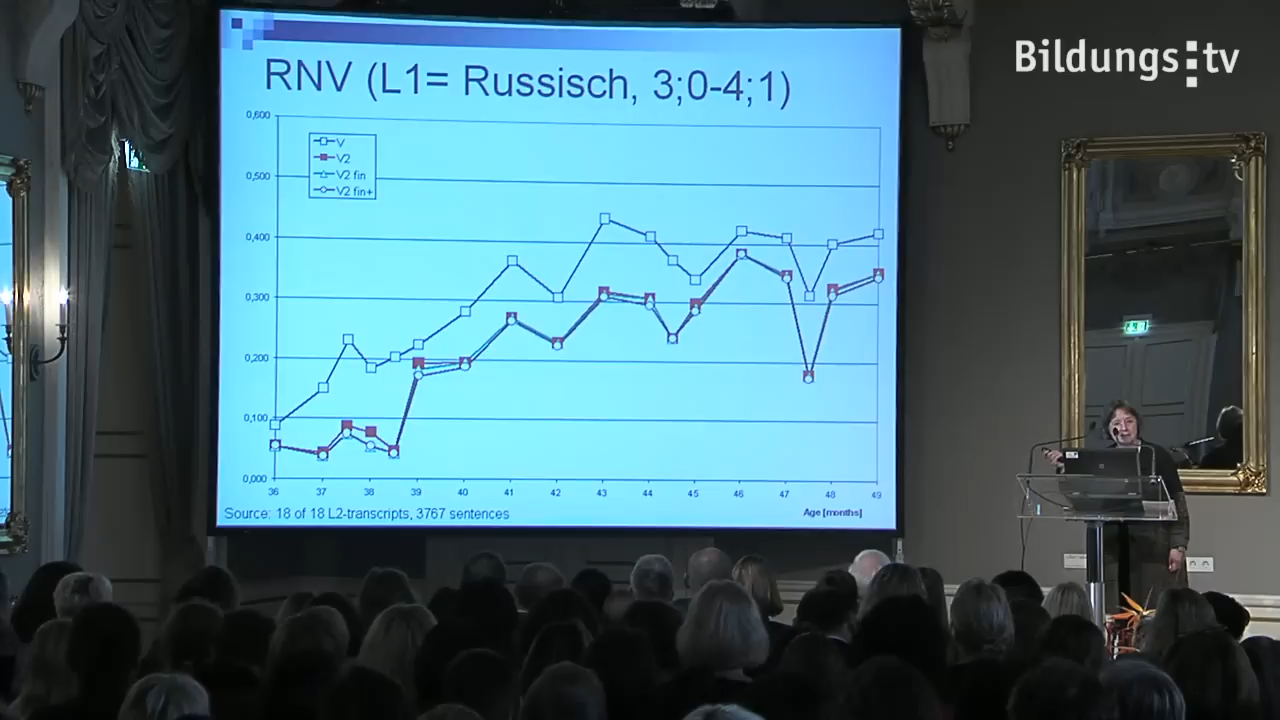 Bildungs:tv
RNV (L1= Russisch, 3;0-4;1)
0,600
0,500
0,400
0,300
0,200
0,100
0,000
V
V2
V2 fin
V2 fin+
36 37 38 39 40 41 42 43 44 45 46 47 48 49
Age [months]
Source: 18 of 18 L2-transcripts, 3767 sentences